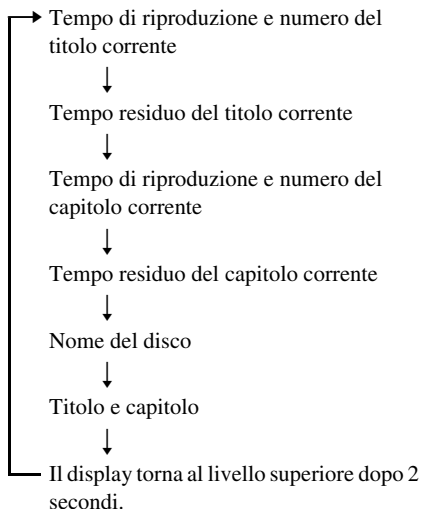 Tempo di riproduzione e numero del
titolo corrente
Tempo residuo del titolo corrente
Tempo di riproduzione e numero del
capitolo corrente
Tempo residuo del capitolo corrente
Nome del disco
Titolo e capitolo
Il display torna al livello superiore dopo 2
secondi.